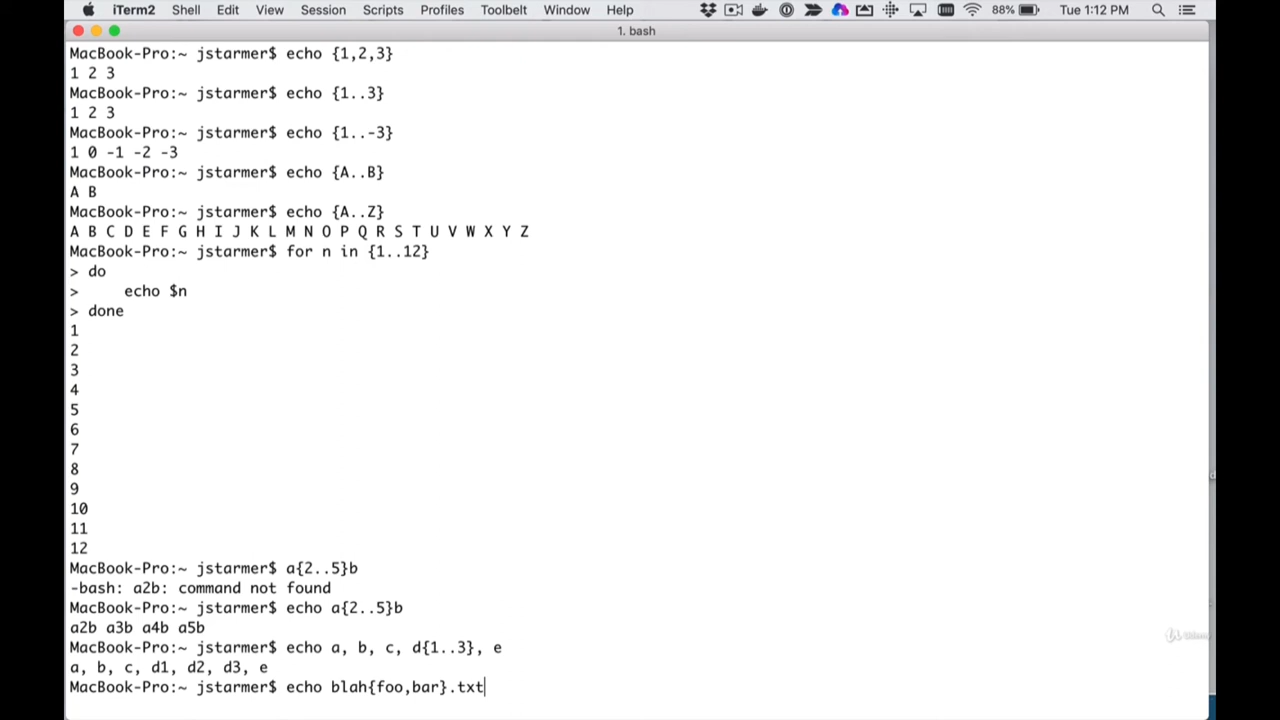 iTerm2 Shell Edit View Session Scripts Profiles Toolbelt Window Help 88% Tue 1:12 PM
1. bash
MacBook-Pro:~ jstarmer$ echo {1,2,3}
1 2 3
MacBook-Pro:~ jstarmer$ echo {1..3}
1 2 3
MacBook-Pro:~ jstarmer$ echo {1..-3}
1 0 -1 -2 -3
MacBook-Pro:~ jstarmer$ echo {A..B}
A B
MacBook-Pro:~ jstarmer$ echo {A..Z}
A B C D E F G H I J K L M N O P Q R S T U V W X Y Z
MacBook-Pro:~ jstarmer$ for n in {1..12}
> do
>     echo $n
> done
1
2
3
4
5
6
7
8
9
10
11
12
MacBook-Pro:~ jstarmer$ a{2..5}b
-bash: a2b: command not found
MacBook-Pro:~ jstarmer$ echo a{2..5}b
a2b a3b a4b a5b
MacBook-Pro:~ jstarmer$ echo a, b, c, d{1..3}, e
a, b, c, d1, d2, d3, e
MacBook-Pro:~ jstarmer$ echo blah{foo,bar}.txt